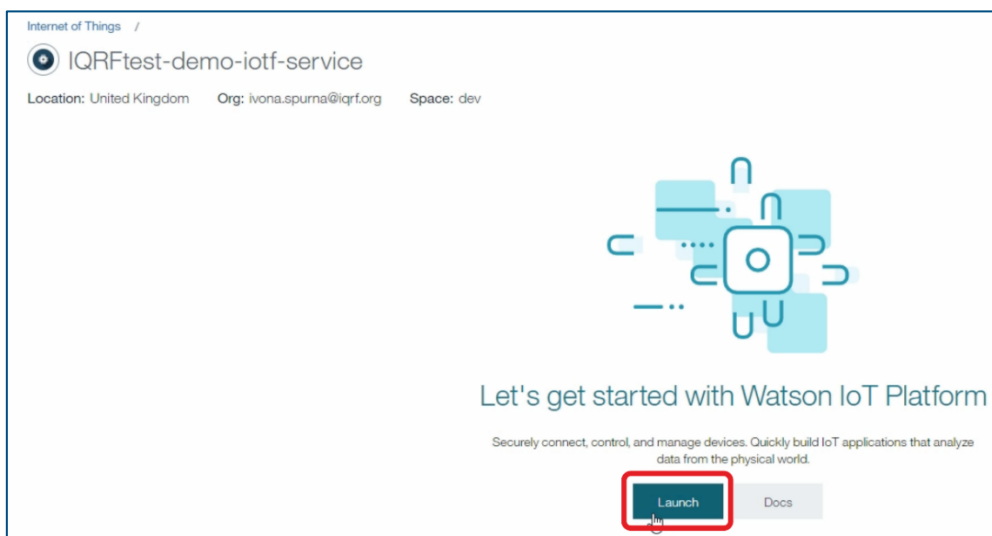 Internet of Things /
IQRFtest-demo-iotf-service
Location: United Kingdom Org: ivona.spurna@iqrf.org Space: dev
Let's get started with Watson IoT Platform
Securely connect, control, and manage devices. Quickly build IoT applications that analyze
data from the physical world.
Launch Docs